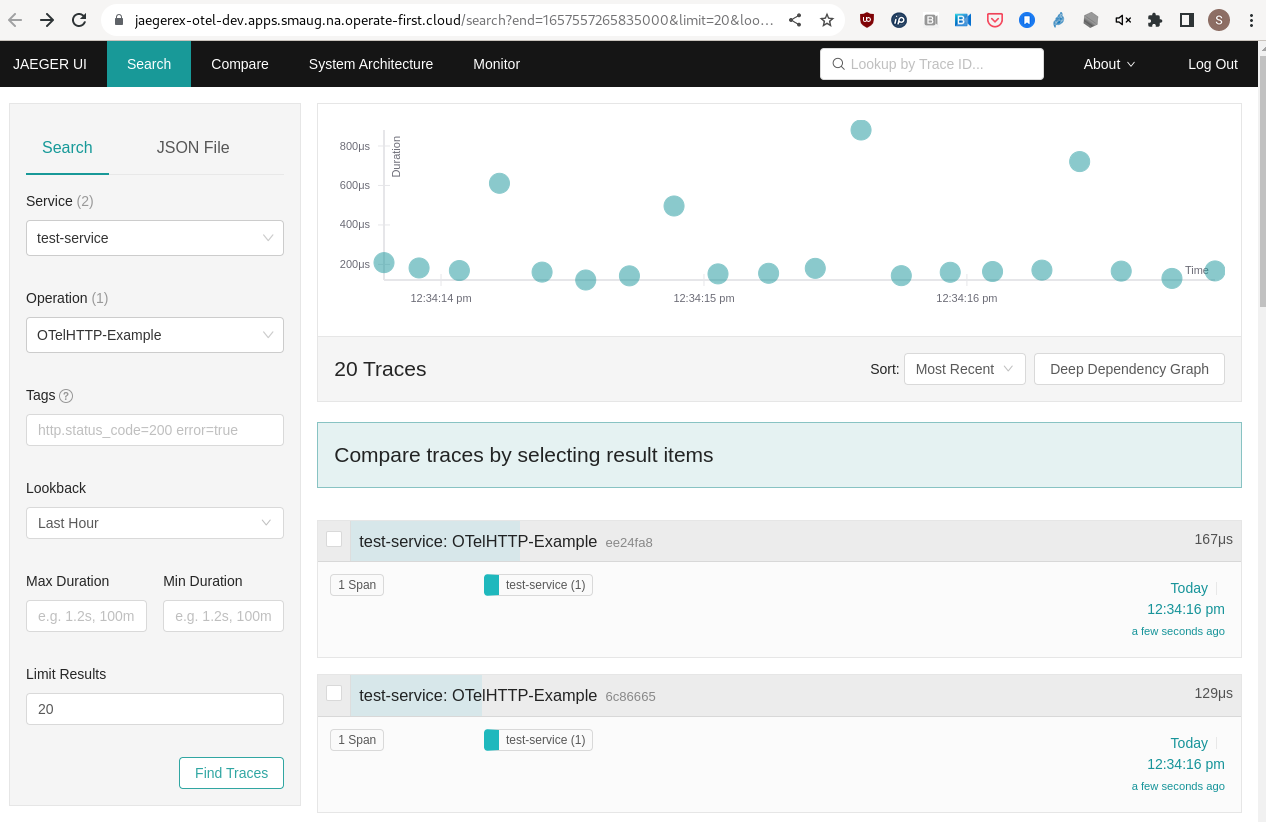 jaegerex-otel-dev.apps.smaug.na.operate-first.cloud/search?end=1657557265835000&limit=20&loo...
S
JAEGER UI Search Compare System Architecture Monitor Lookup by Trace ID... About Log Out
Search JSON File
Service (2)
test-service
Operation (1)
OTelHTTP-Example
Tags ?
http.status_code=200 error=true
Lookback
Last Hour
Max Duration Min Duration
e.g. 1.2s, 100m e.g. 1.2s, 100m
Limit Results
20
Find Traces
Duration
800μs
600μs
400μs
200μs
Time
12:34:14 pm 12:34:15 pm 12:34:16 pm
20 Traces Sort: Most Recent Deep Dependency Graph
Compare traces by selecting result items
test-service: OTelHTTP-Example ee24fa8 167μs
1 Span test-service (1) Today
12:34:16 pm
a few seconds ago
test-service: OTelHTTP-Example 6c86665 129μs
1 Span test-service (1) Today
12:34:16 pm
a few seconds ago